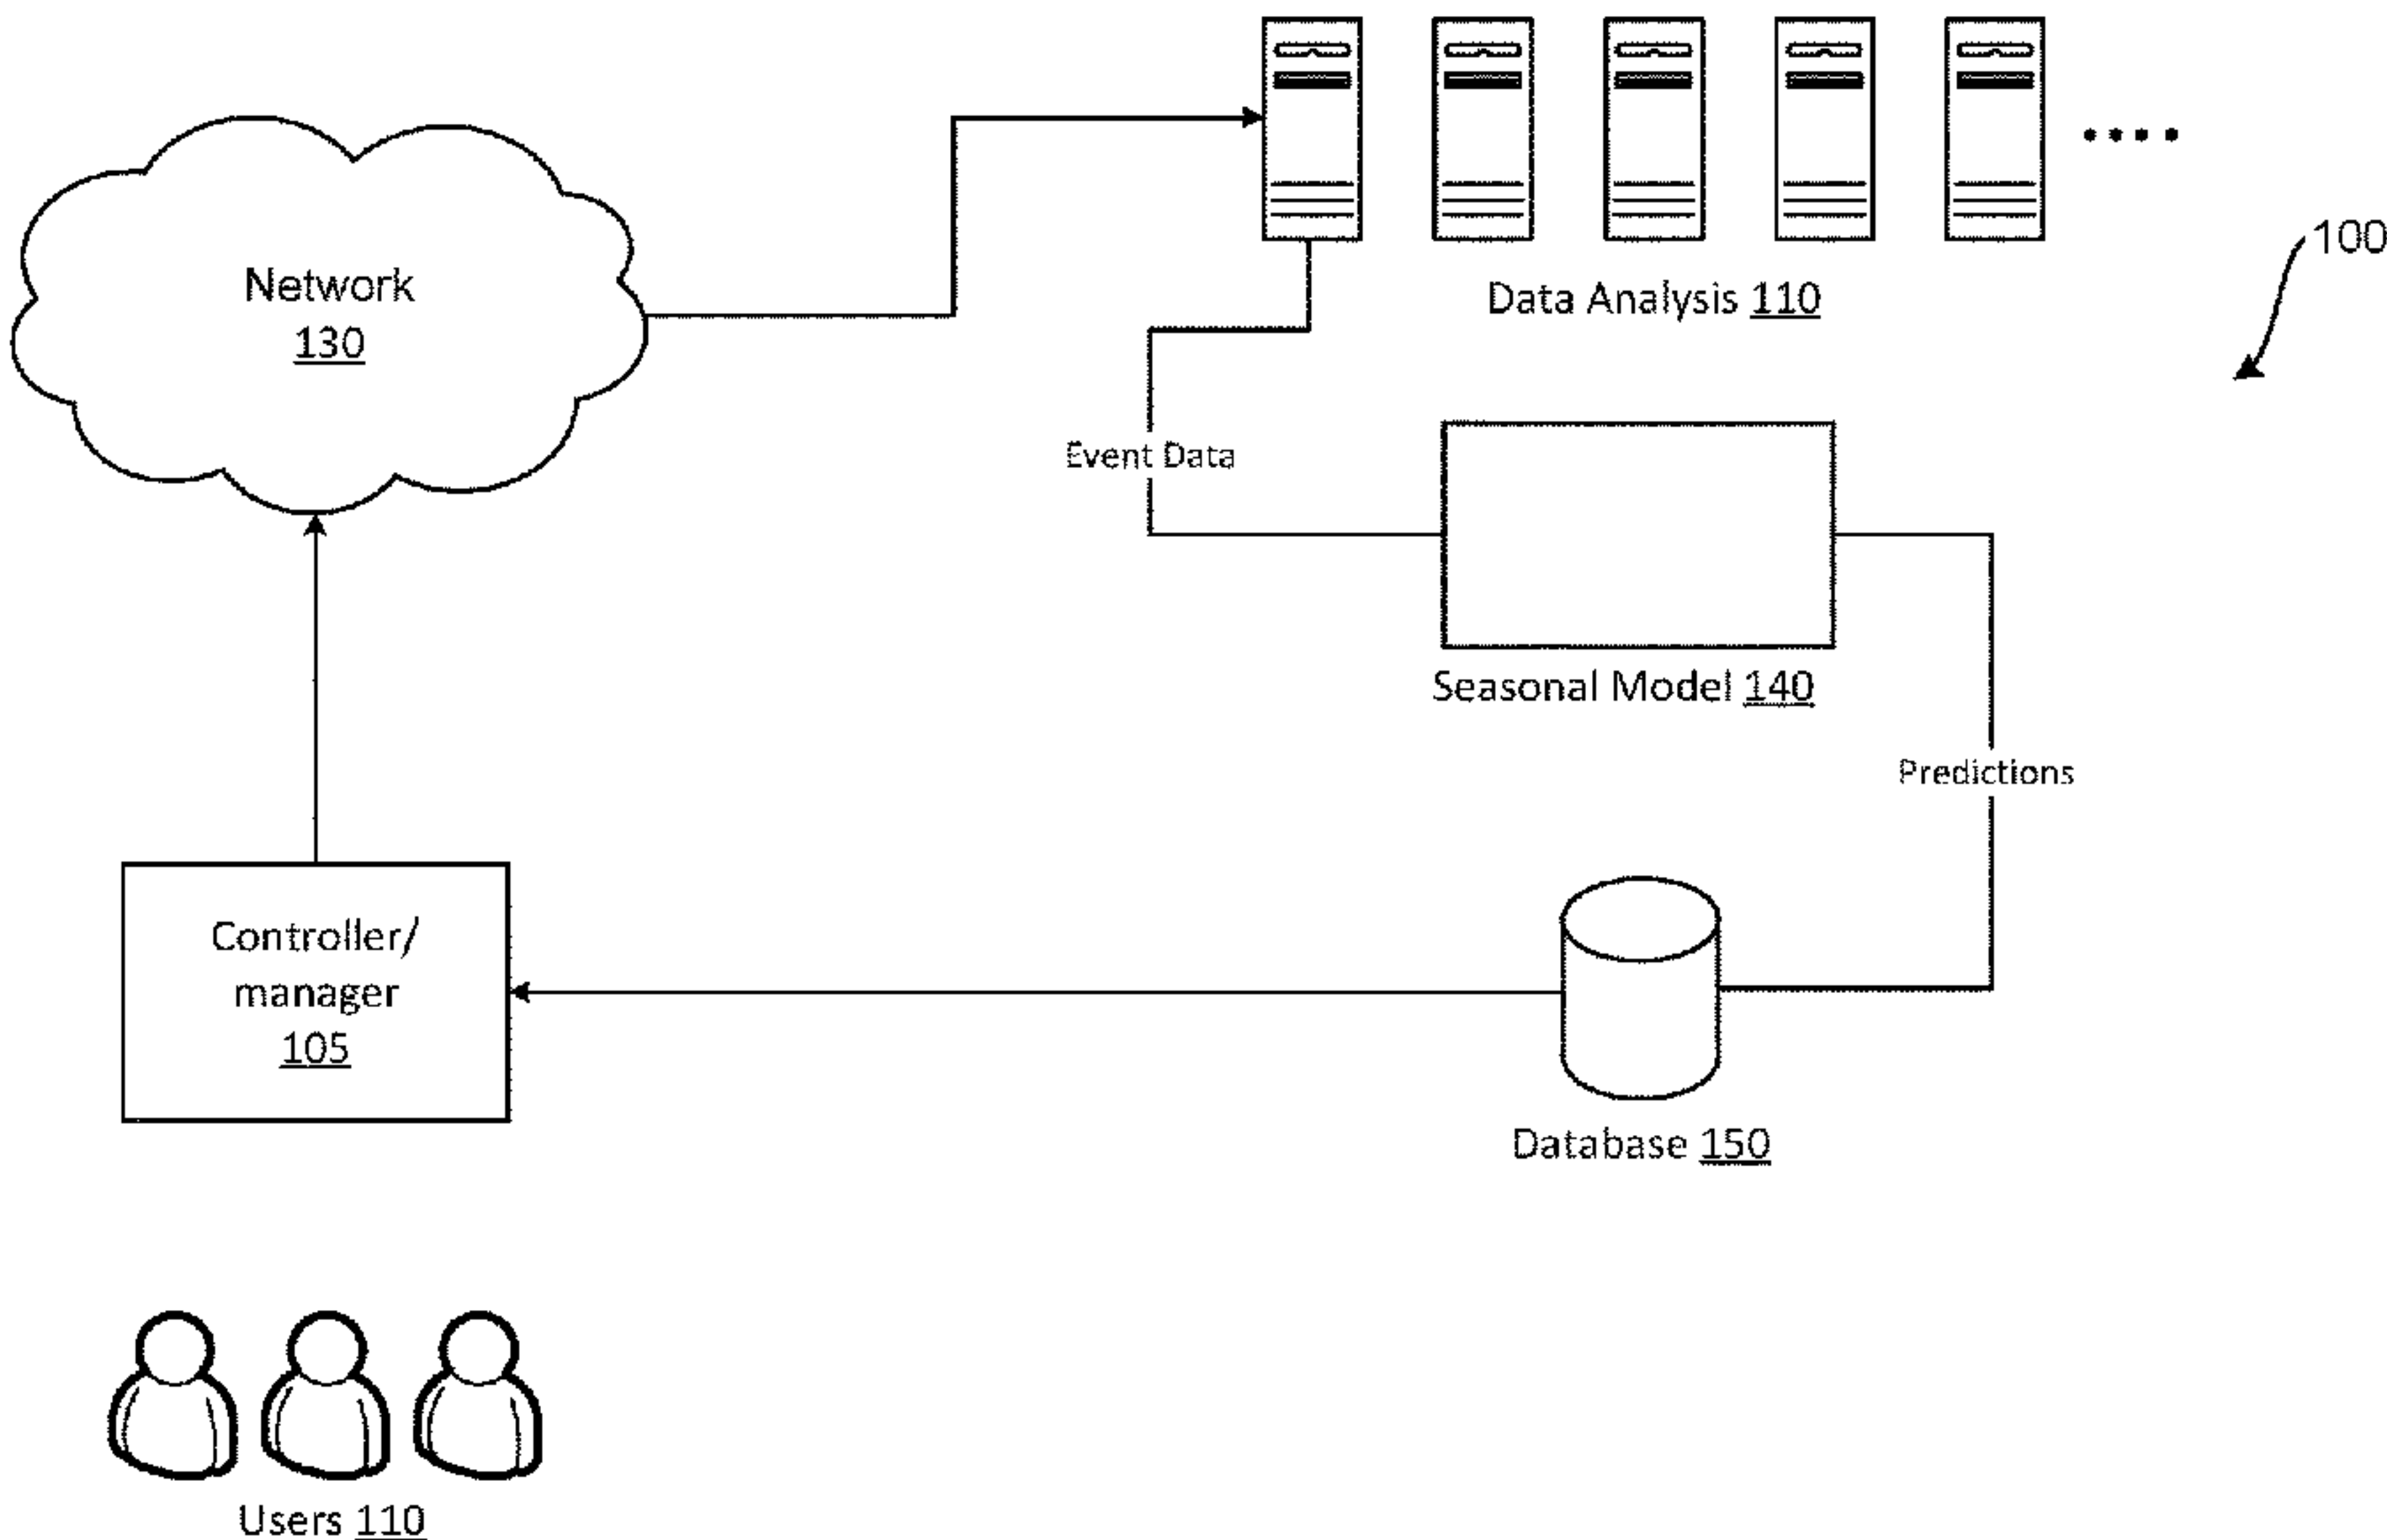 100
Network
130
Data Analysis 110
Event Data
Seasonal Model 140
Predictions
Controller/
manager
105
Database 150
Users 110